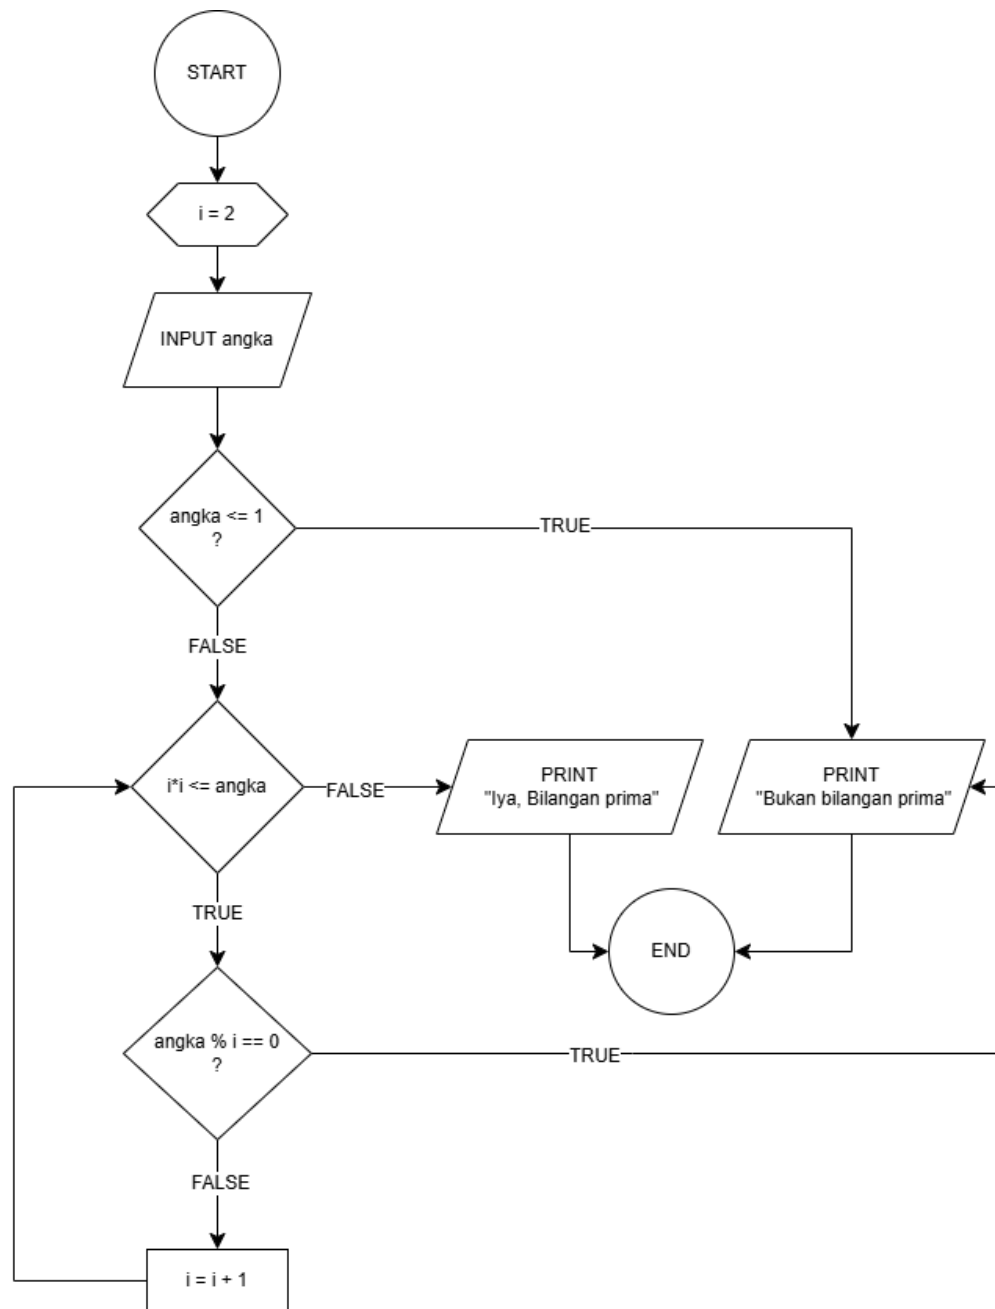 START
i = 2
INPUT angka
angka <= 1
?
TRUE
FALSE
i*i <= angka
FALSE
PRINT
"Iya, Bilangan prima"
PRINT
"Bukan bilangan prima"
TRUE
END
angka % i == 0
?
TRUE
FALSE
i = i + 1